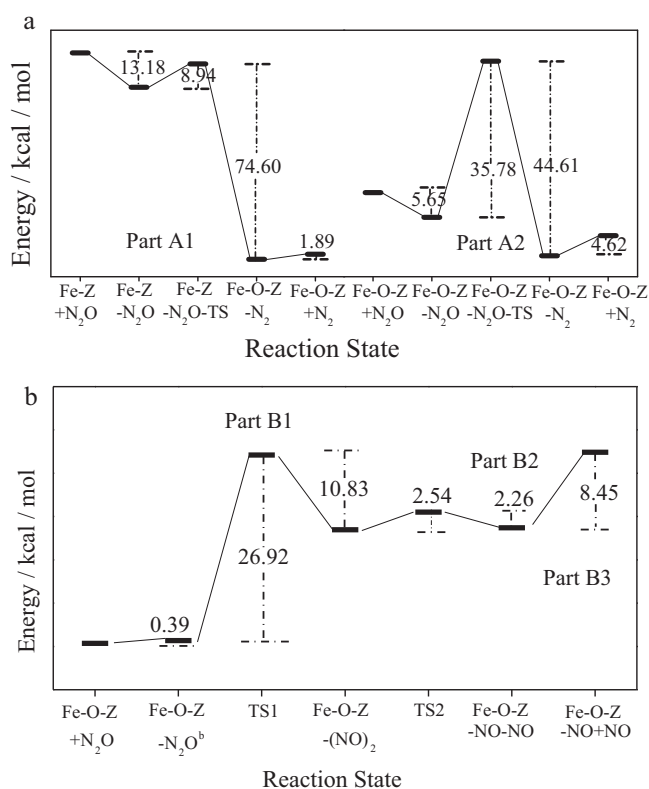 a
Energy / kcal / mol
13.18
8.94
74.60
1.89
5.65
35.78
44.61
4.62
Part A1
Part A2
Fe-Z Fe-Z Fe-Z Fe-O-Z Fe-O-Z Fe-O-Z Fe-O-Z Fe-O-Z Fe-O-Z Fe-O-Z
+N₂O -N₂O -N₂O-TS -N₂ +N₂ +N₂O -N₂O -N₂O-TS -N₂ +N₂
Reaction State
b
Energy / kcal / mol
Part B1
Part B2
10.83
2.54
2.26
8.45
26.92
Part B3
0.39
Fe-O-Z Fe-O-Z TS1 Fe-O-Z TS2 Fe-O-Z Fe-O-Z
+N₂O -N₂Oᵇ -(NO)₂ -NO-NO -NO+NO
Reaction State